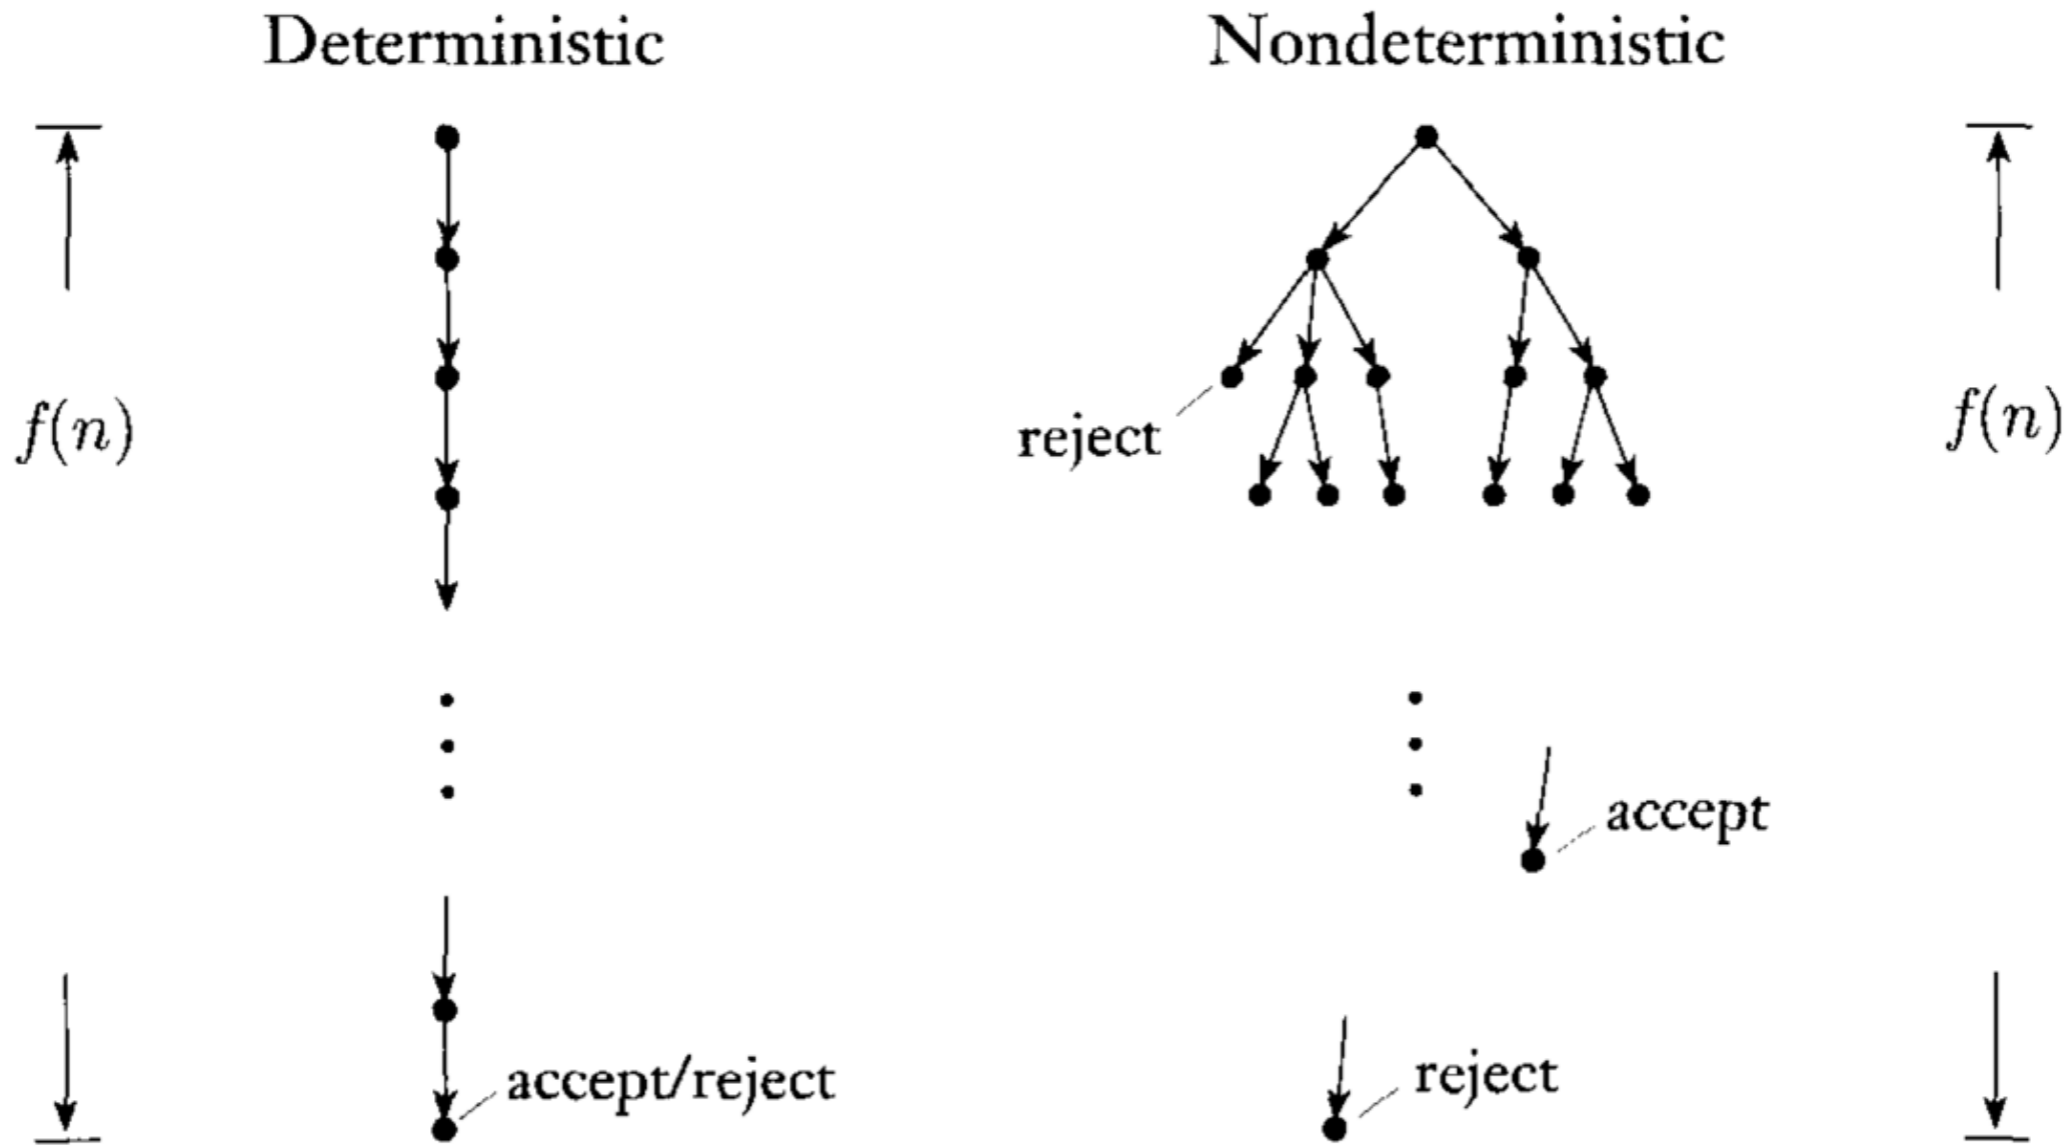 Deterministic
Nondeterministic
f(n)
reject
f(n)
accept
accept/reject
reject